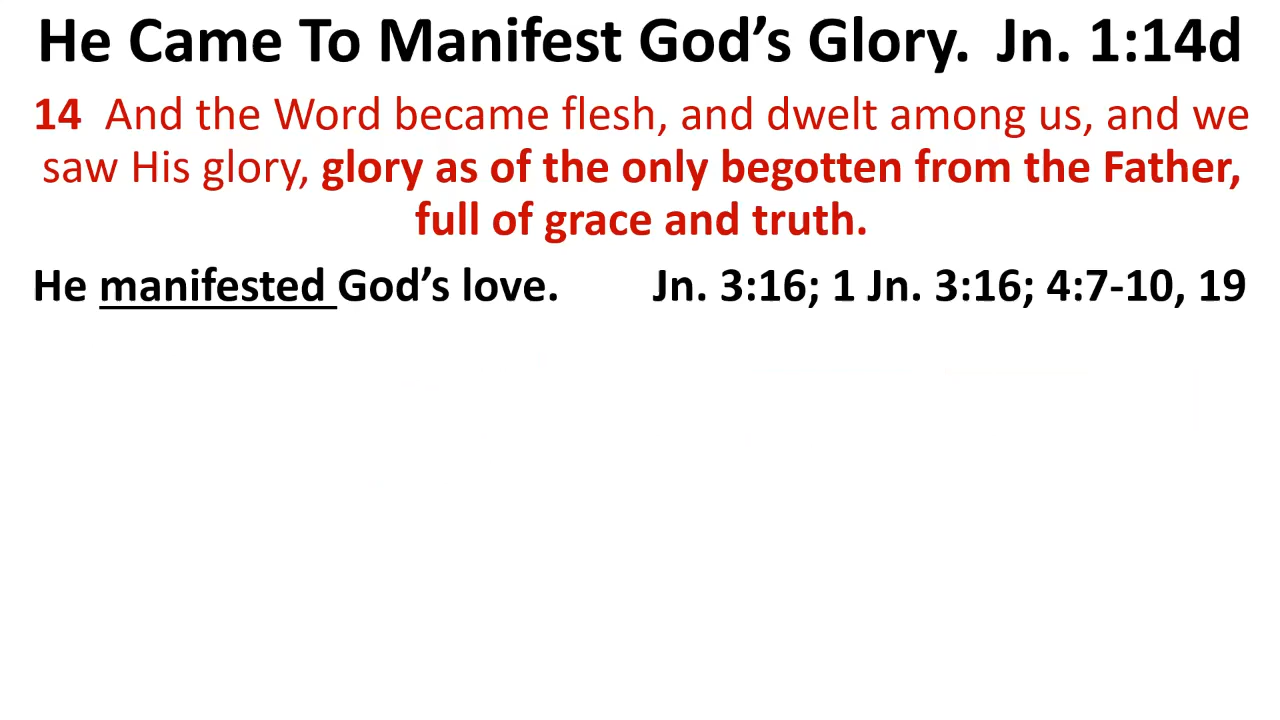 He Came To Manifest God’s Glory.  Jn. 1:14d
14  And the Word became flesh, and dwelt among us, and we
saw His glory, glory as of the only begotten from the Father,
full of grace and truth.
He manifested God’s love.  Jn. 3:16; 1 Jn. 3:16; 4:7-10, 19